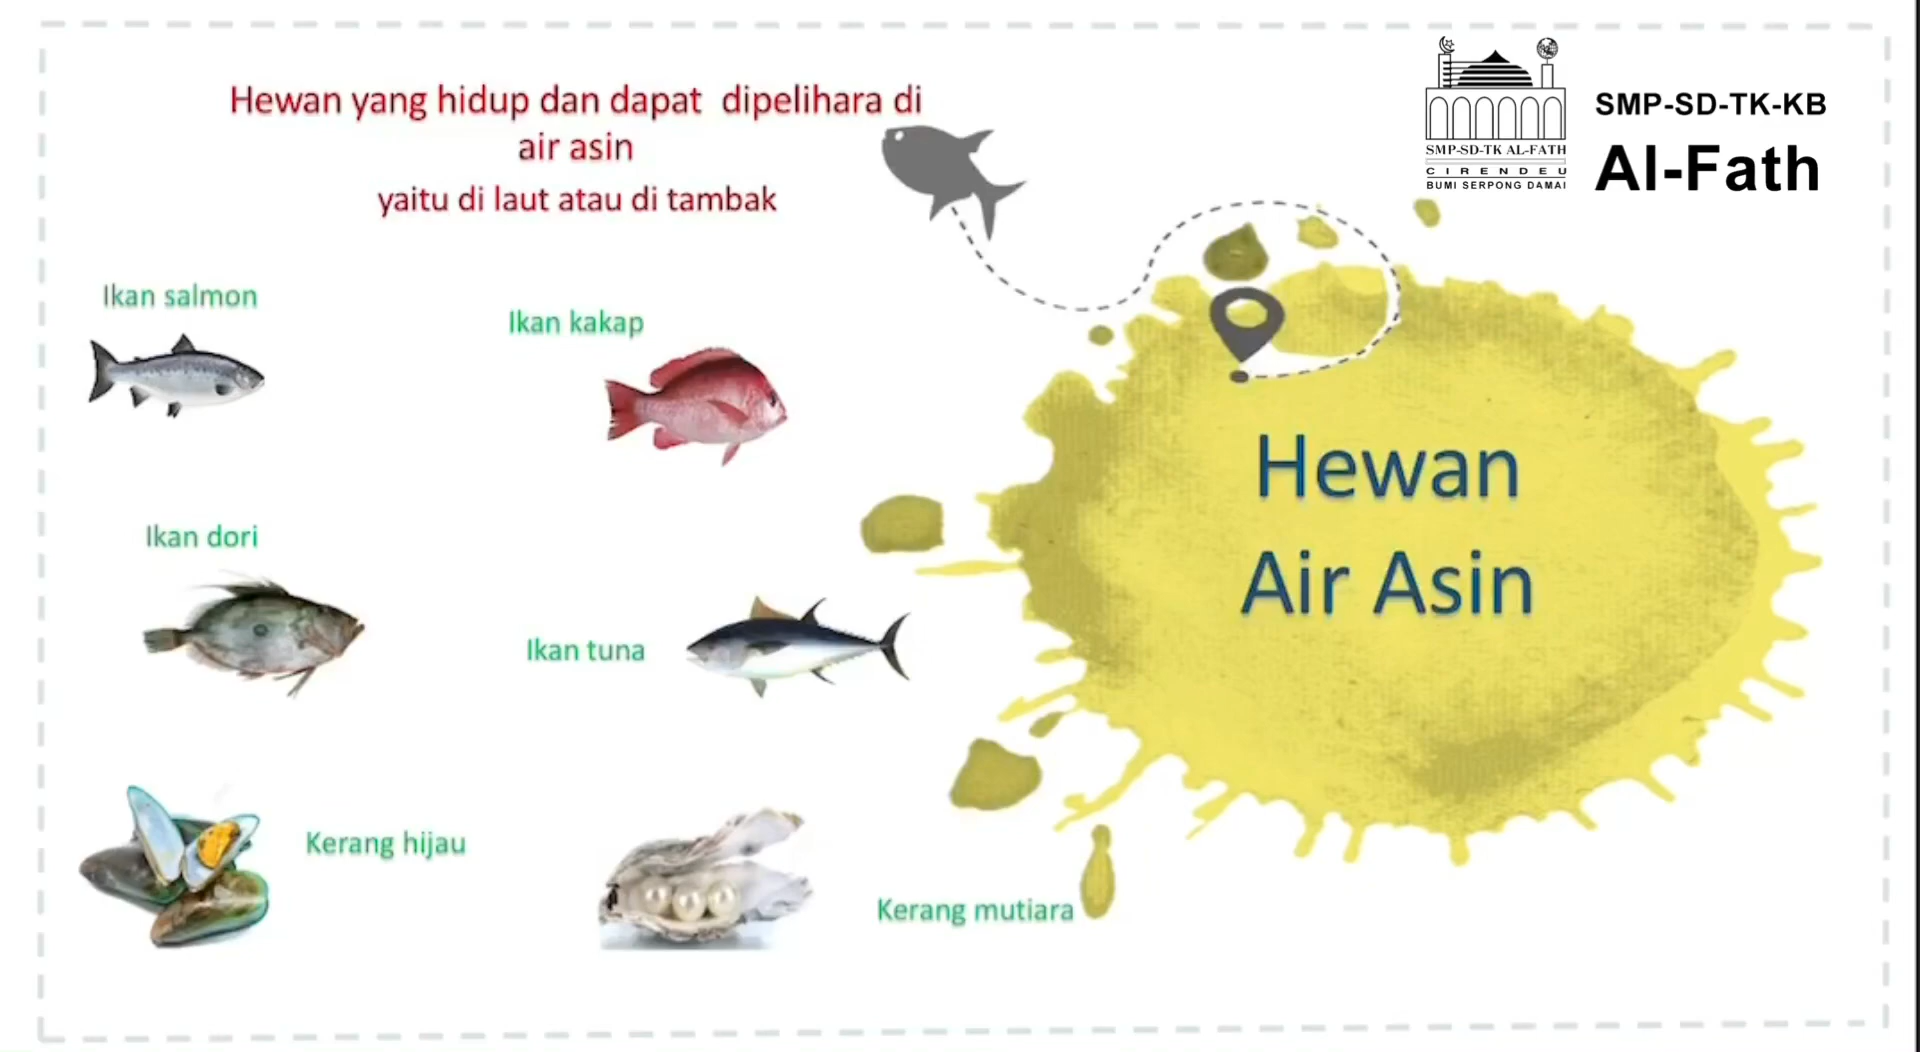 Hewan yang hidup dan dapat dipelihara di
air asin
yaitu di laut atau di tambak
SMP-SD-TK AL-FATH
CIRENDEU
BUMI SERPONG DAMAI
SMP-SD-TK-KB
Al-Fath
Ikan salmon
Ikan kakap
Ikan dori
Ikan tuna
Kerang hijau
Kerang mutiara
Hewan
Air Asin